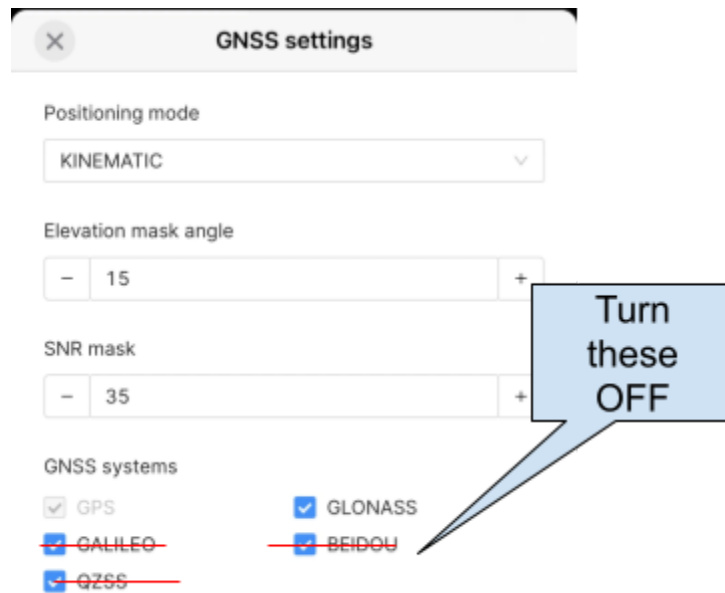 GNSS settings
Positioning mode
KINEMATIC
Elevation mask angle
− 15 +
SNR mask
− 35 +
Turn
these
OFF
GNSS systems
GPS GLONASS
GALILEO BEIDOU
QZSS